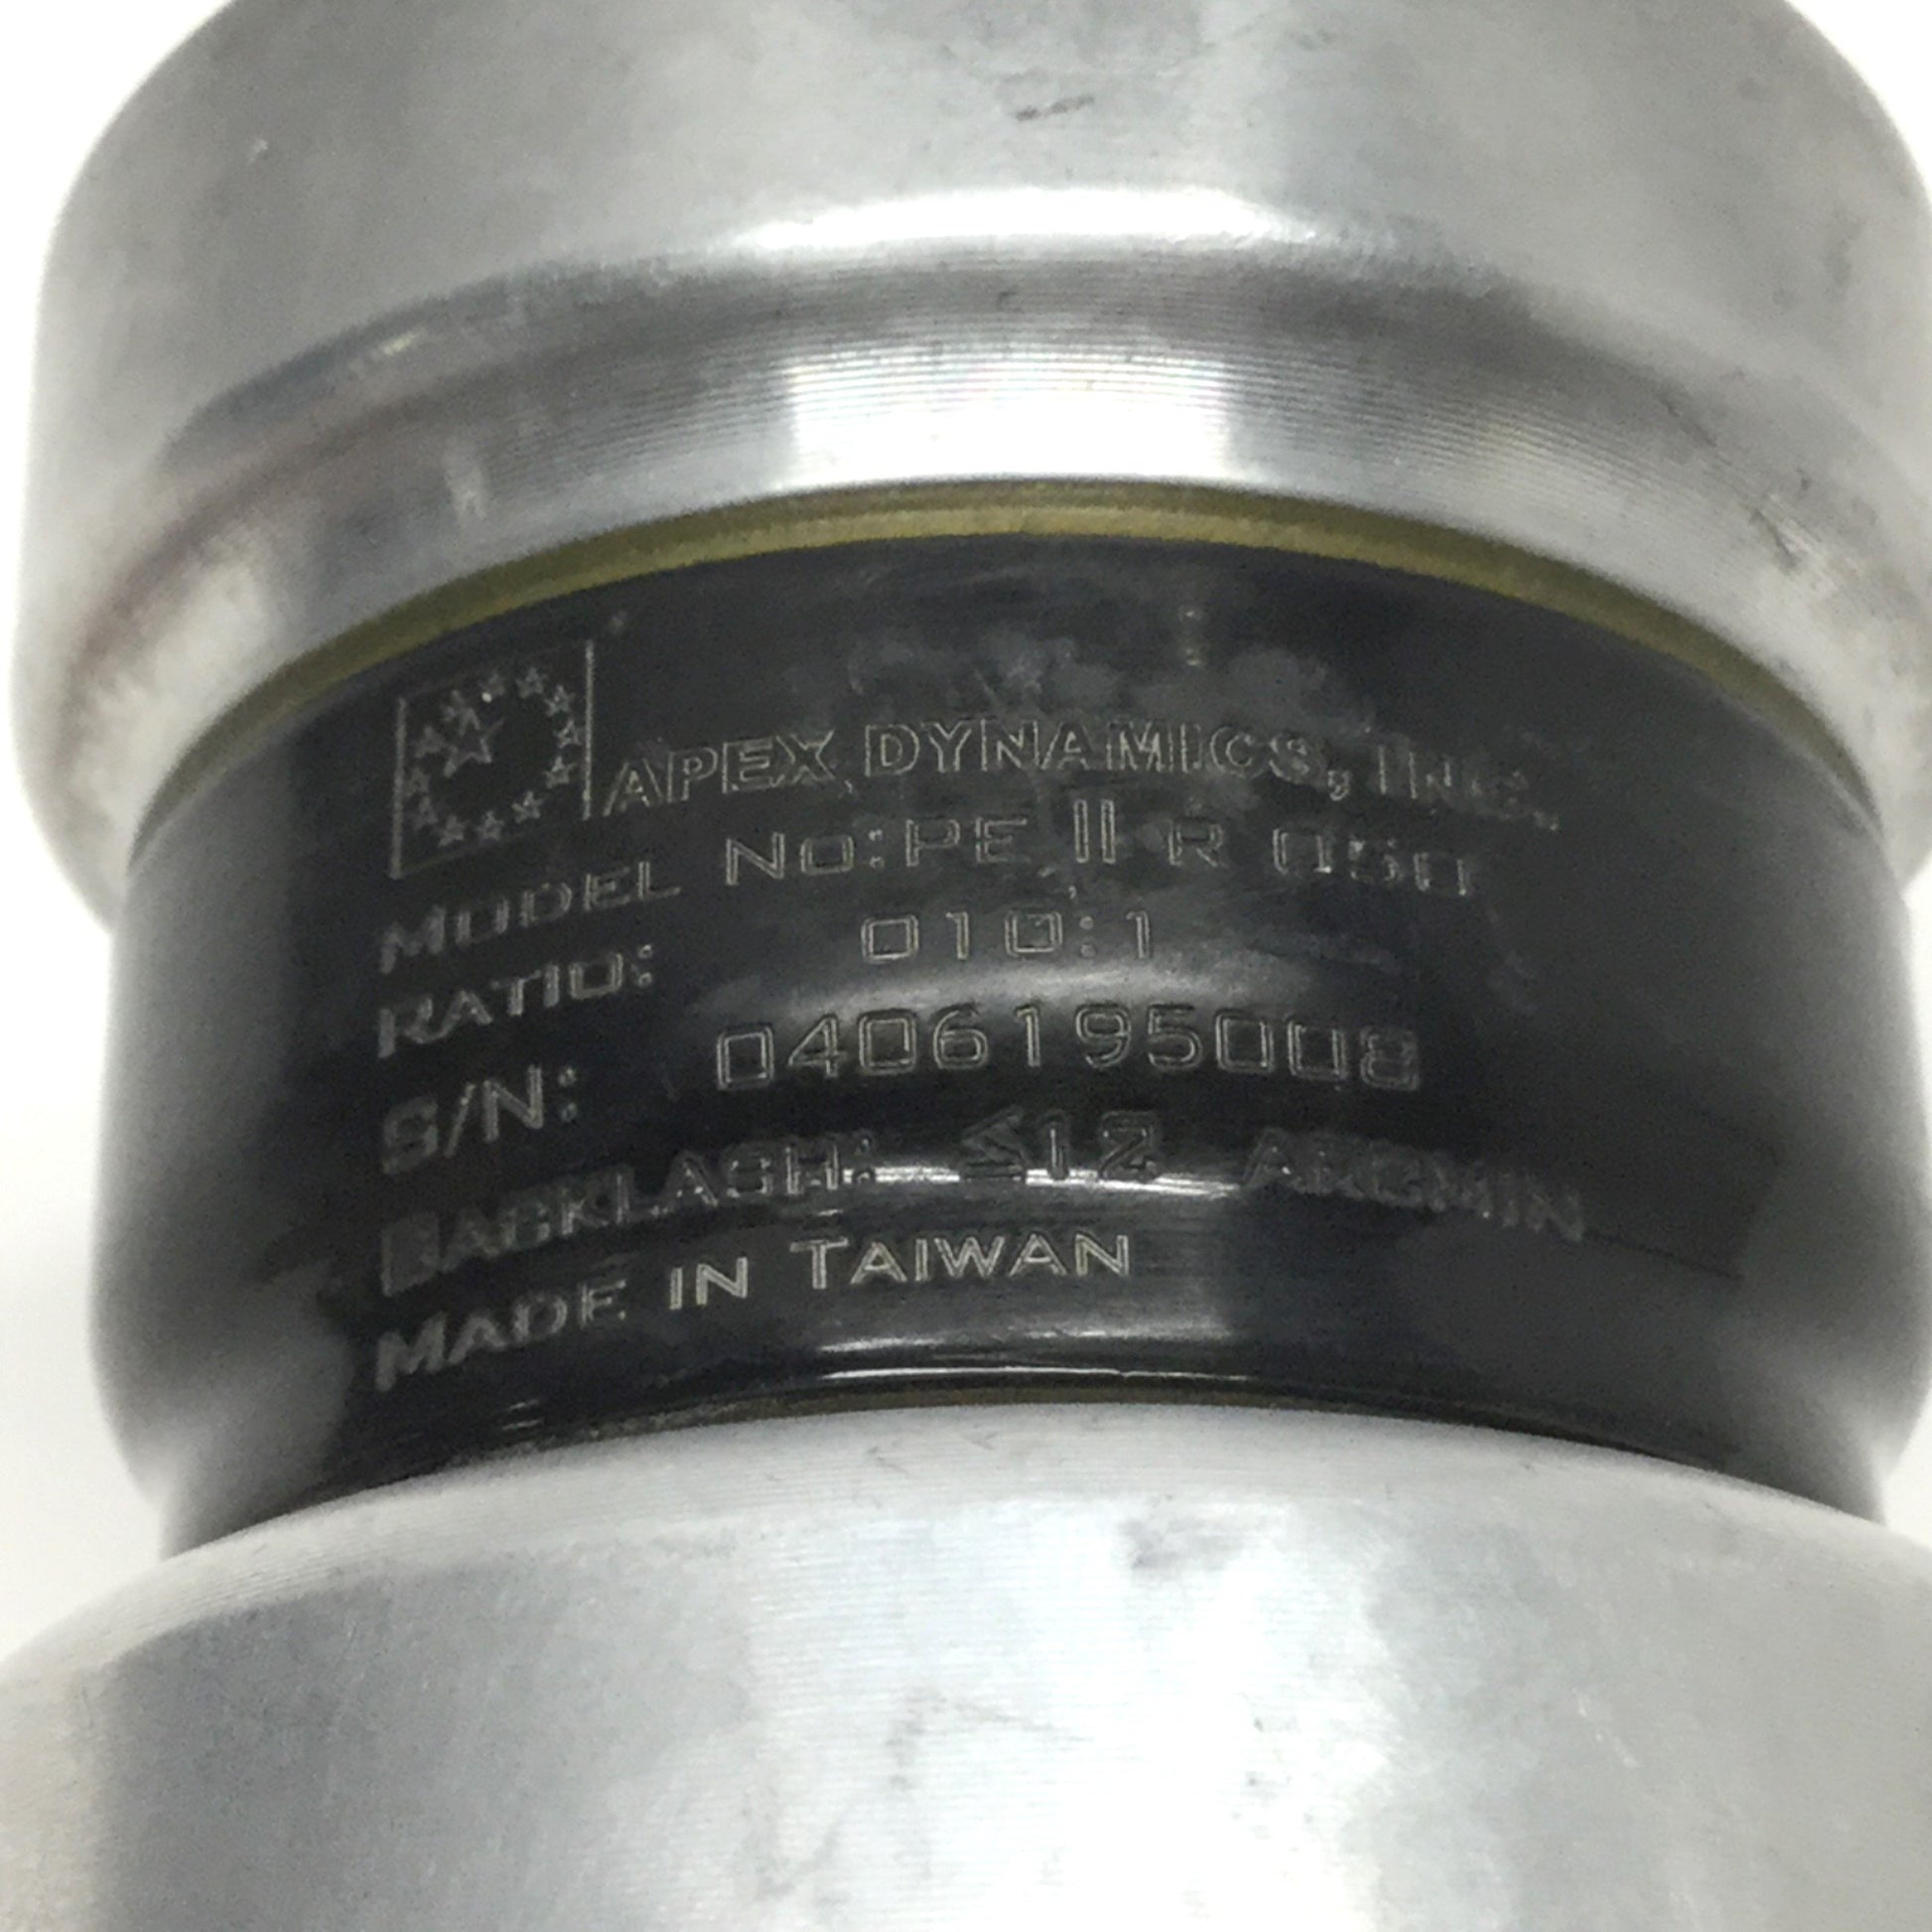 APEX DYNAMICS, INC.
MODEL No: PE II R 050
RATIO: 010:1
S/N: 0406195008
BACKLASH: ≤12 ARCMIN
MADE IN TAIWAN